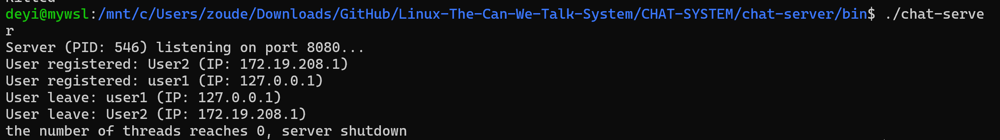 Killed
deyi@mywsl:/mnt/c/Users/zoude/Downloads/GitHub/Linux-The-Can-We-Talk-System/CHAT-SYSTEM/chat-server/bin$ ./chat-serve
r
Server (PID: 546) listening on port 8080...
User registered: User2 (IP: 172.19.208.1)
User registered: user1 (IP: 127.0.0.1)
User leave: user1 (IP: 127.0.0.1)
User leave: User2 (IP: 172.19.208.1)
the number of threads reaches 0, server shutdown